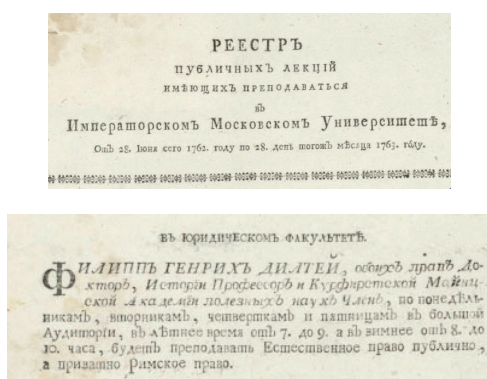 РЕЕСТРЪ
ПУБЛИЧНЫХЪ ЛЕКЦІЙ
ИМѢЮЩИХЪ ПРЕПОДАВАТЬСЯ
ВЪ
Императорскомъ Московскомъ Университетѣ,
Отъ 28. Іюня сего 1762. году по 28. день тогожъ мѣсяца 1763. году.
ВЪ ЮРИДИЧЕСКОМЪ ФАКУЛЬТЕТѢ.
ФИЛИППЪ ГЕНРИХЪ ДИЛТЕЙ, обоихъ правъ До-
кторъ, Исторіи Профессоръ и Курфирстской Майнц-
ской Академіи полезныхъ наукъ Членъ, по понедѣль-
никамъ, вторникамъ, четверткамъ и пятницамъ въ большой
Аудиторіи, въ лѣтнее время отъ 7. до 9. а въ зимнее отъ 8. до
10. часа, будетъ преподавать Естественное право публично,
а приватно Римское право.